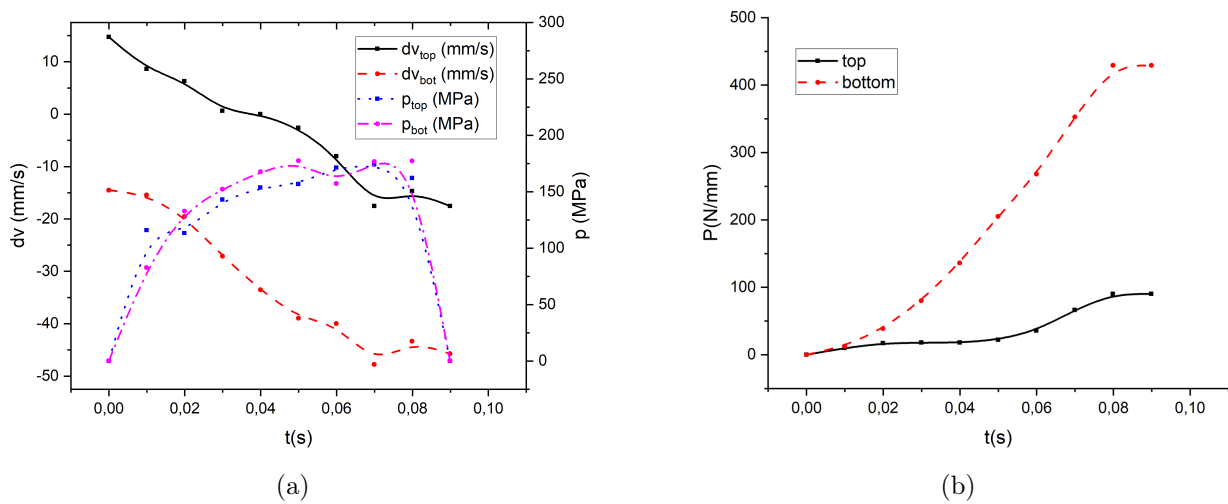 10
0
-10
-20
-30
-40
-50
dv (mm/s)
300
250
200
150
100
50
0
p (MPa)
dv_top (mm/s)
dv_bot (mm/s)
p_top (MPa)
p_bot (MPa)
0,00 0,02 0,04 0,06 0,08 0,10
t(s)
(a)
500
400
300
200
100
0
P(N/mm)
top
bottom
0,00 0,02 0,04 0,06 0,08 0,10
t(s)
(b)